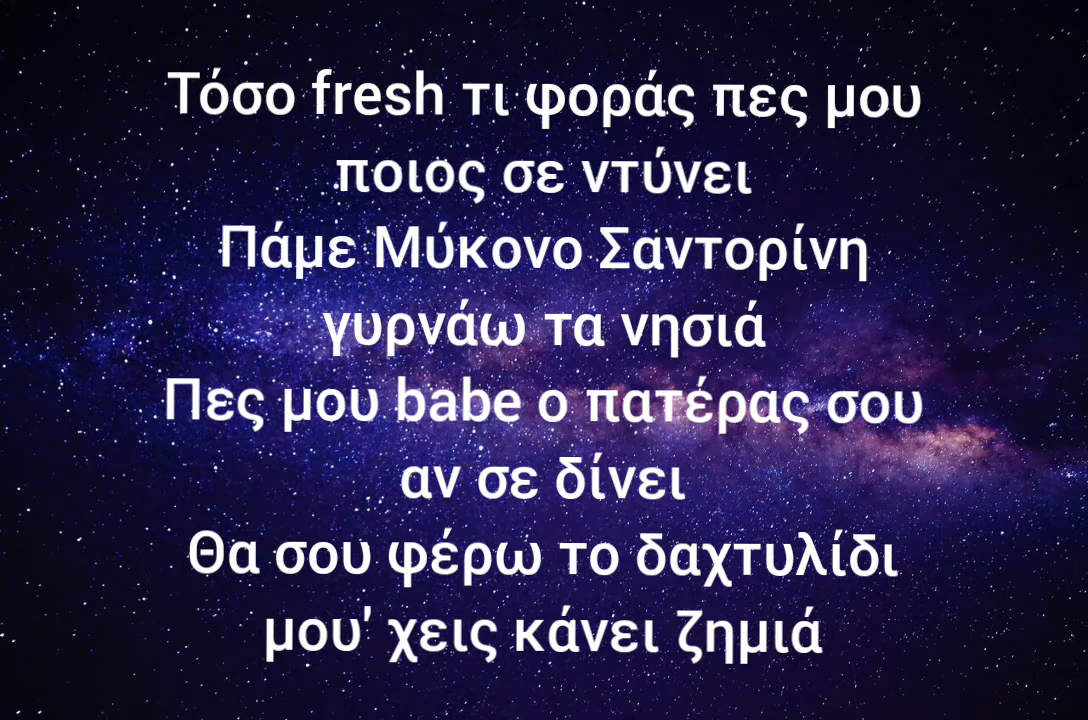 Τόσο fresh τι φοράς πες μου
ποιος σε ντύνει
Πάμε Μύκονο Σαντορίνη
γυρνάω τα νησιά
Πες μου babe ο πατέρας σου
αν σε δίνει
Θα σου φέρω το δαχτυλίδι
μου' χεις κάνει ζημιά